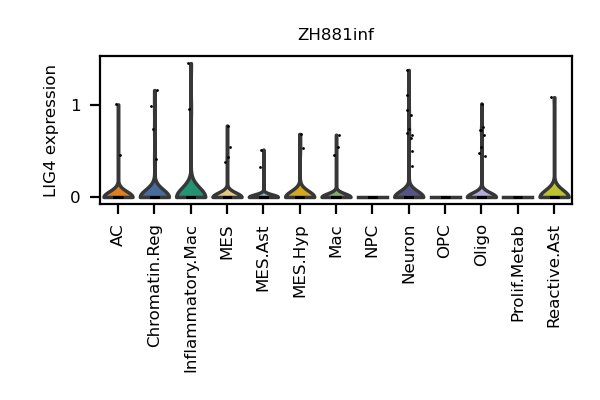 ZH881inf
LIG4 expression
1
0
AC
Chromatin.Reg
Inflammatory.Mac
MES
MES.Ast
MES.Hyp
Mac
NPC
Neuron
OPC
Oligo
Prolif.Metab
Reactive.Ast